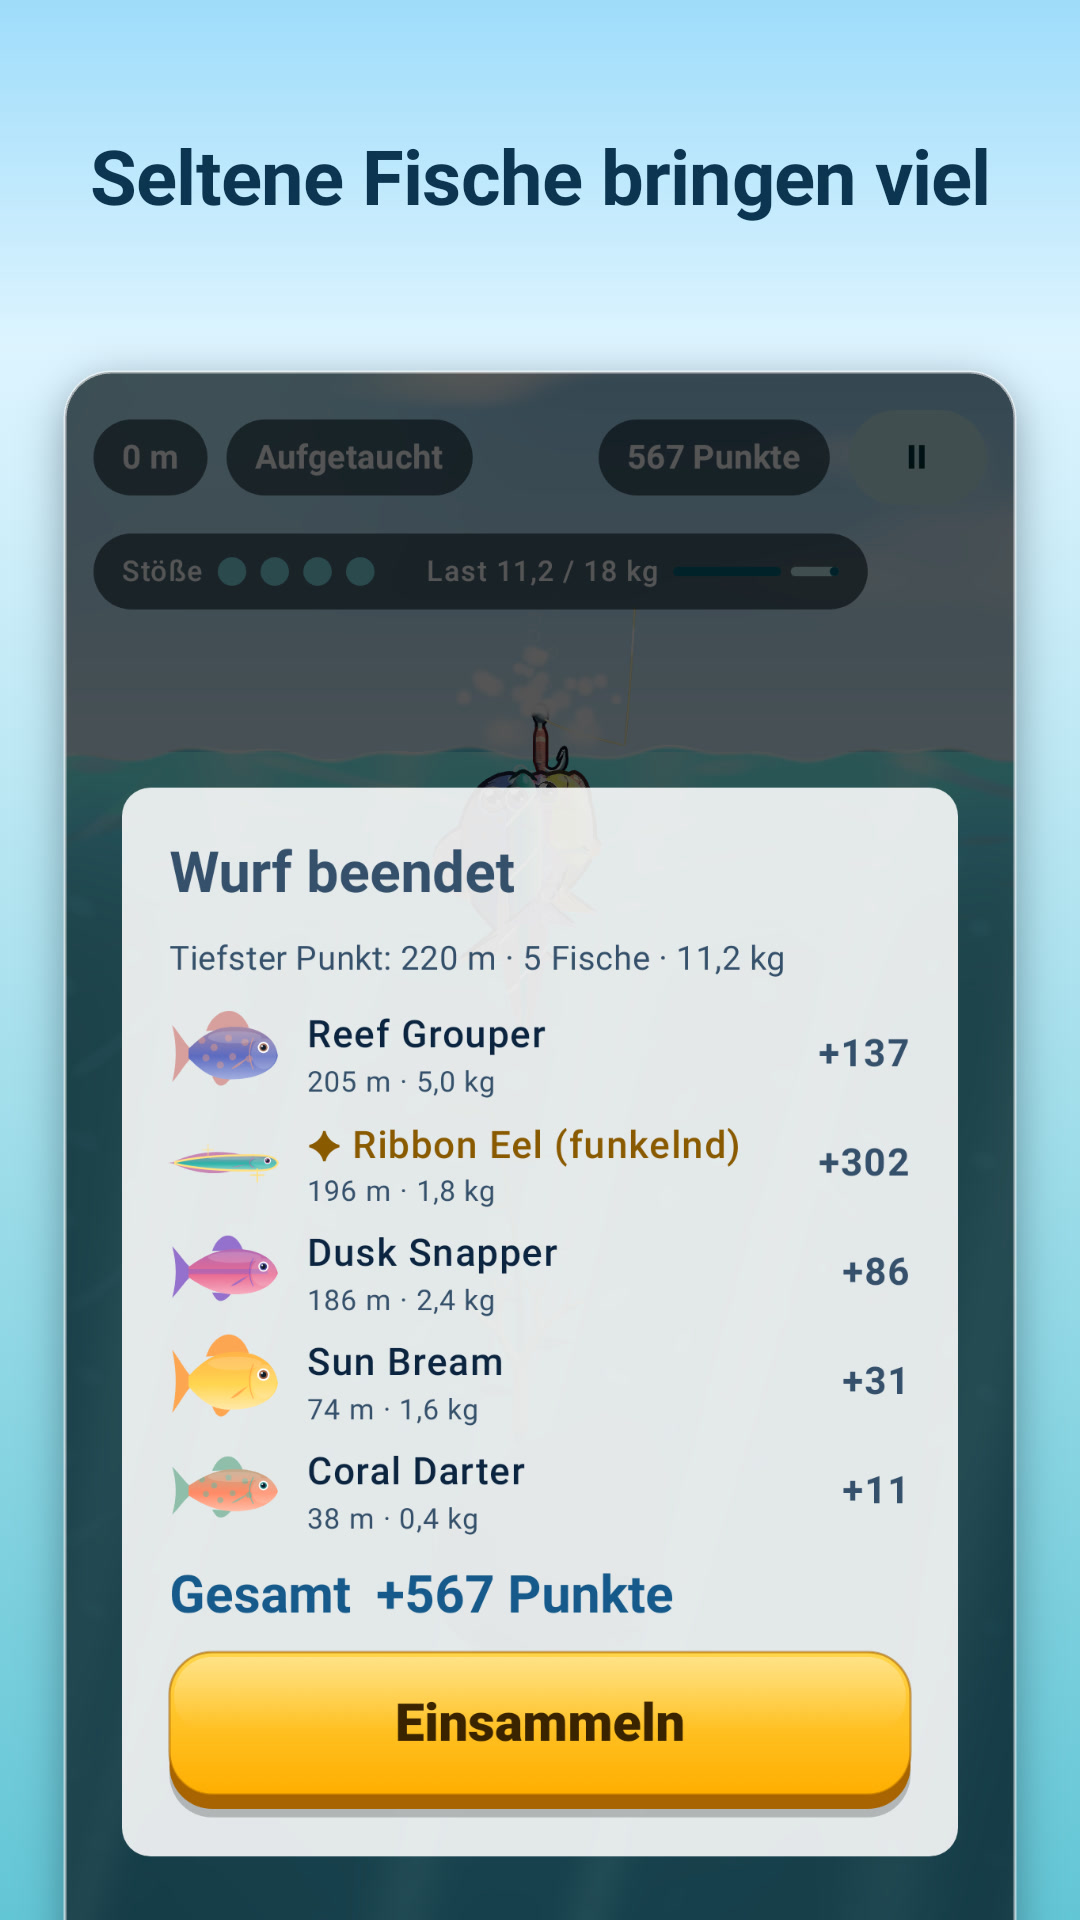 Seltene Fische bringen viel
0 m
Aufgetaucht
567 Punkte
Stöße
Last 11,2 / 18 kg
Wurf beendet
Tiefster Punkt: 220 m · 5 Fische · 11,2 kg
Reef Grouper
205 m · 5,0 kg
+137
Ribbon Eel (funkelnd)
196 m · 1,8 kg
+302
Dusk Snapper
186 m · 2,4 kg
+86
Sun Bream
74 m · 1,6 kg
+31
Coral Darter
38 m · 0,4 kg
+11
Gesamt +567 Punkte
Einsammeln